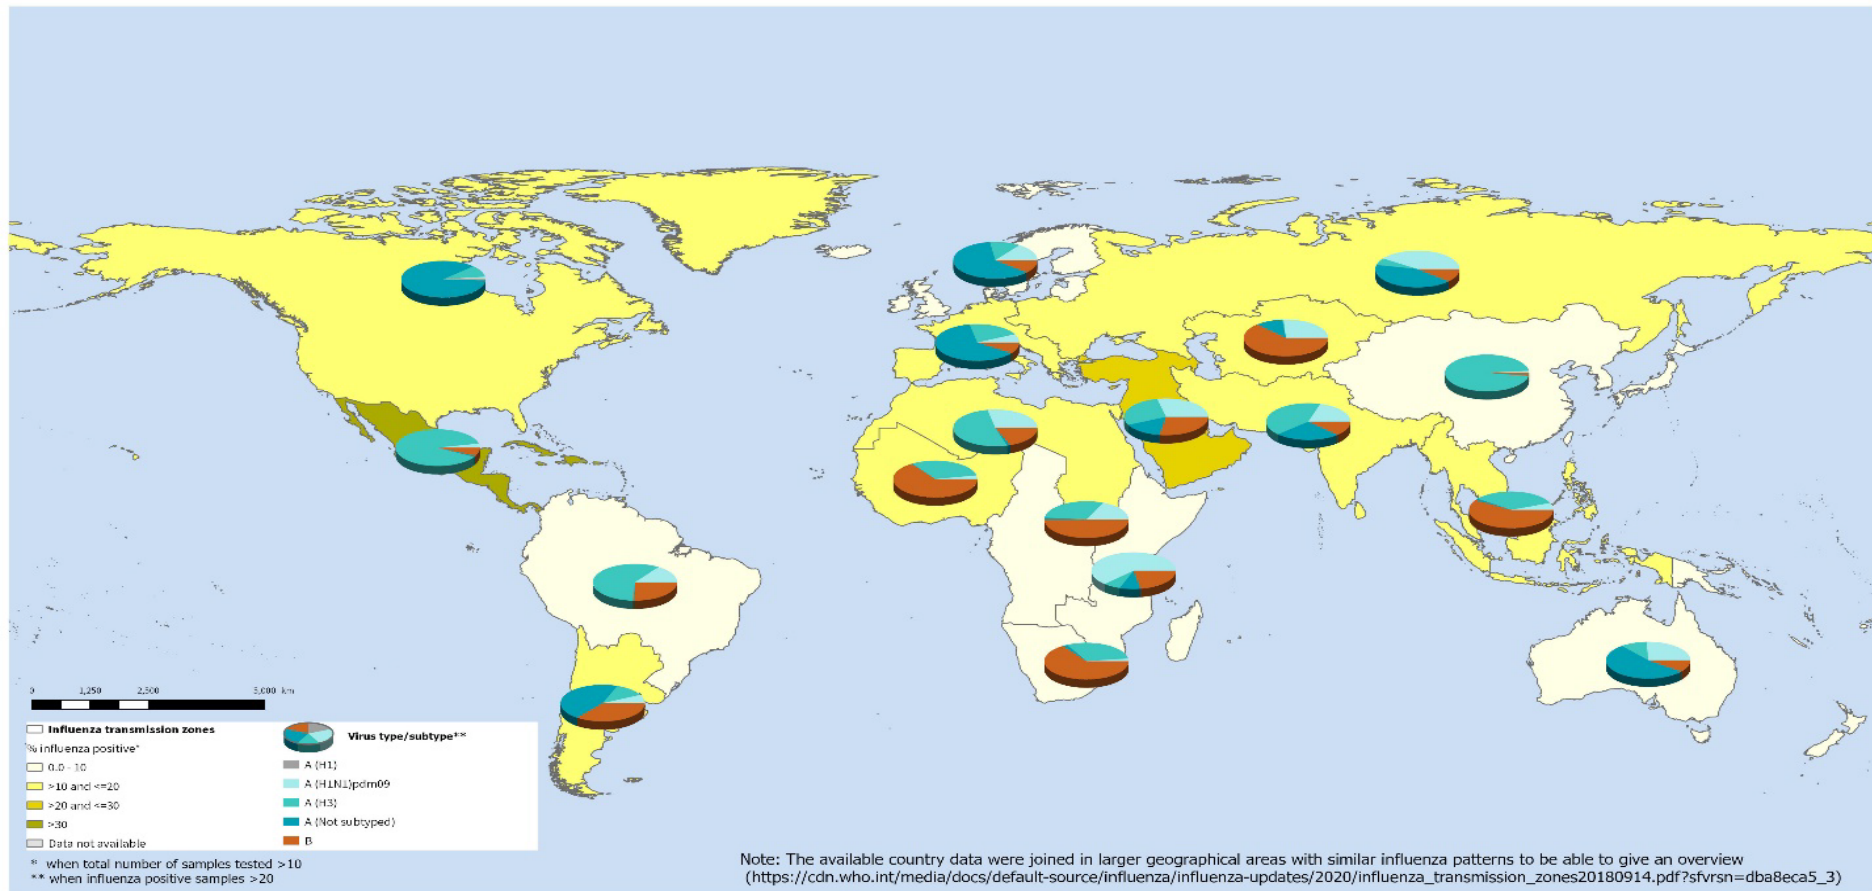 0 1,250 2,500 5,000 km
Influenza transmission zones
% influenza positive*
0.0 - 10
>10 and <=20
>20 and <=30
>30
Data not available
Virus type/subtype**
A (H1)
A (H1N1)pdm09
A (H3)
A (Not subtyped)
B
* when total number of samples tested >10
** when influenza positive samples >20
Note: The available country data were joined in larger geographical areas with similar influenza patterns to be able to give an overview
(https://cdn.who.int/media/docs/default-source/influenza/influenza-updates/2020/influenza_transmission_zones20180914.pdf?sfvrsn=dba8eca5_3)